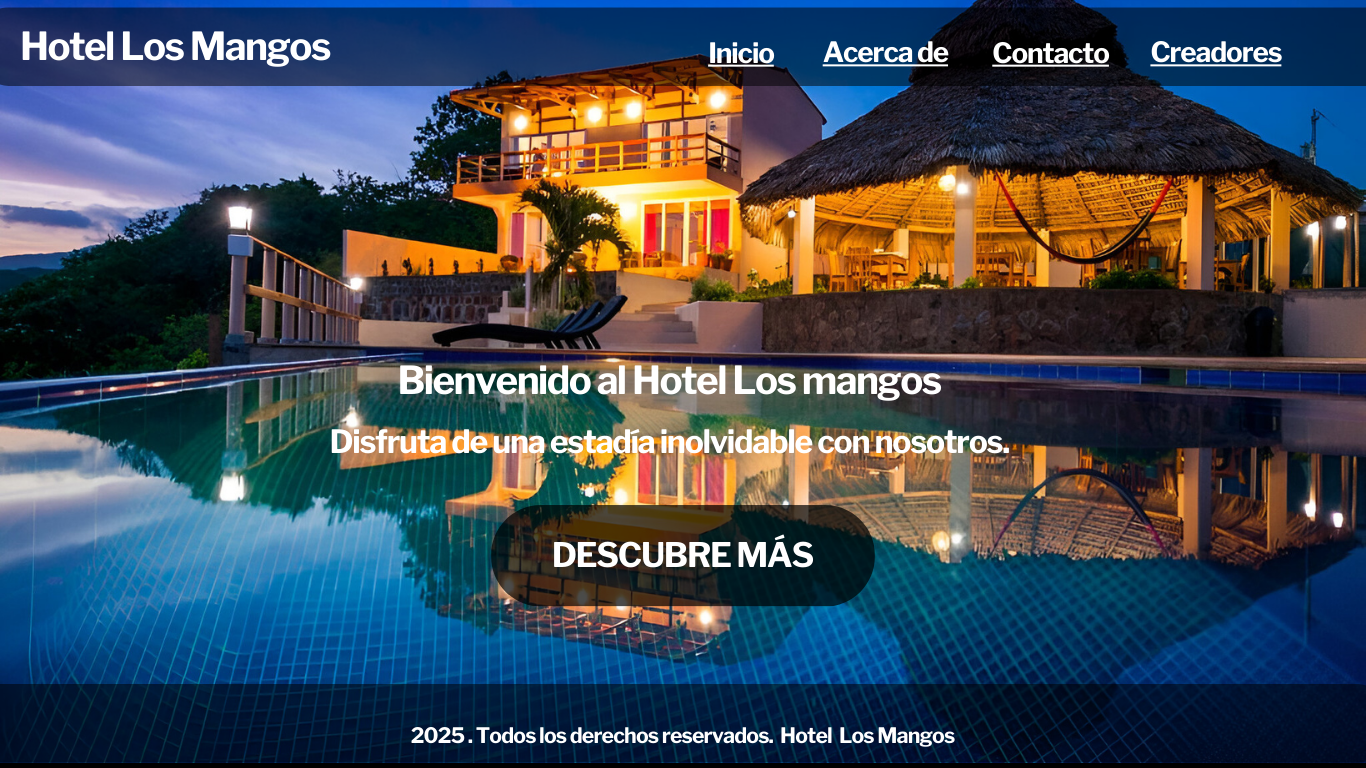 Hotel Los Mangos
Inicio Acerca de Contacto Creadores
Bienvenido al Hotel Los mangos
Disfruta de una estadía inolvidable con nosotros.
DESCUBRE MÁS
2025 . Todos los derechos reservados. Hotel Los Mangos